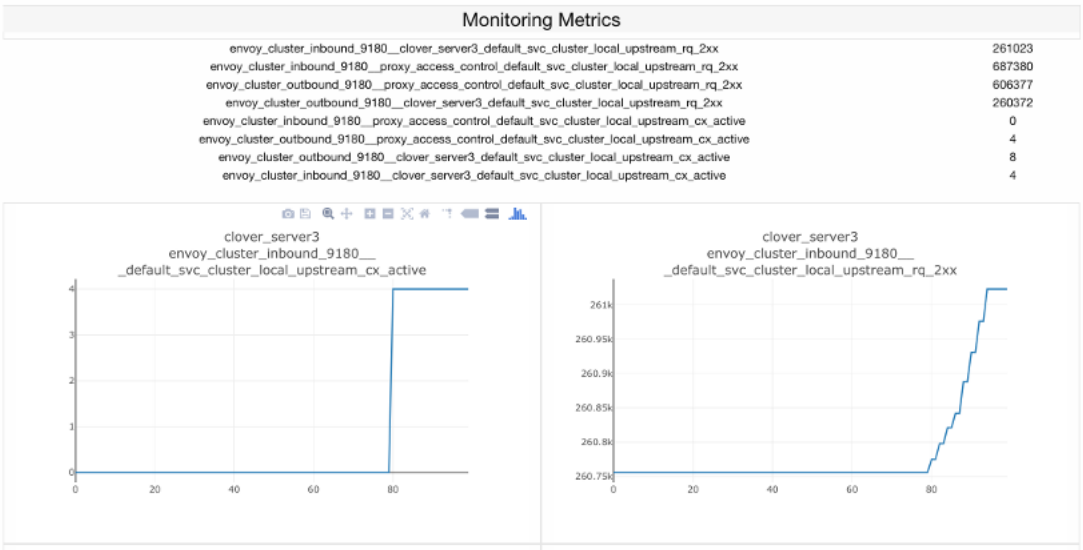 Monitoring Metrics
envoy_cluster_inbound_9180__clover_server3_default_svc_cluster_local_upstream_rq_2xx 261023
envoy_cluster_inbound_9180__proxy_access_control_default_svc_cluster_local_upstream_rq_2xx 687380
envoy_cluster_outbound_9180__proxy_access_control_default_svc_cluster_local_upstream_rq_2xx 606377
envoy_cluster_outbound_9180__clover_server3_default_svc_cluster_local_upstream_rq_2xx 260372
envoy_cluster_inbound_9180__proxy_access_control_default_svc_cluster_local_upstream_cx_active 0
envoy_cluster_outbound_9180__proxy_access_control_default_svc_cluster_local_upstream_cx_active 4
envoy_cluster_outbound_9180__clover_server3_default_svc_cluster_local_upstream_cx_active 8
envoy_cluster_inbound_9180__clover_server3_default_svc_cluster_local_upstream_cx_active 4
clover_server3
envoy_cluster_inbound_9180__
_default_svc_cluster_local_upstream_cx_active
4
3
2
1
0
0 20 40 60 80
clover_server3
envoy_cluster_inbound_9180__
_default_svc_cluster_local_upstream_rq_2xx
261k
260.95k
260.9k
260.85k
260.8k
260.75k
0 20 40 60 80